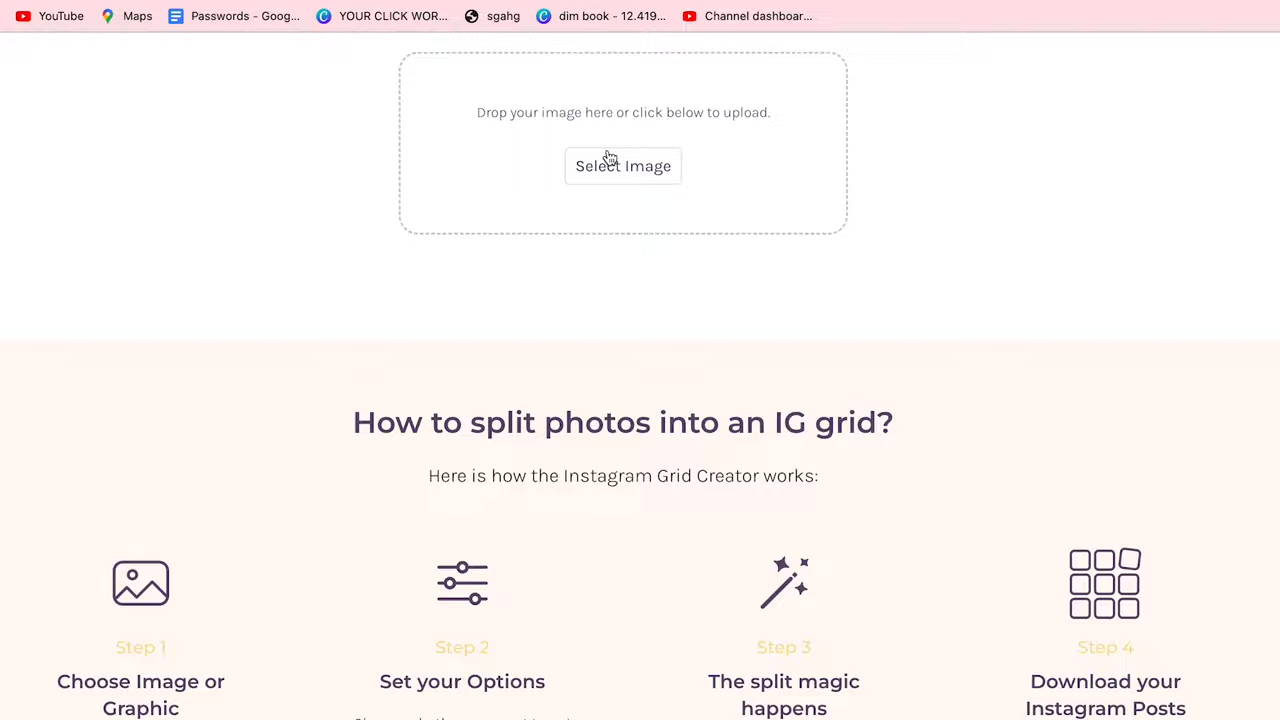 YouTube Maps Passwords - Goog... YOUR CLICK WOR... sgahg dim book - 12.419... Channel dashboar...
Drop your image here or click below to upload.
Select Image
How to split photos into an IG grid?
Here is how the Instagram Grid Creator works:
Step 1 Step 2 Step 3 Step 4
Choose Image or Set your Options The split magic Download your
Graphic happens Instagram Posts